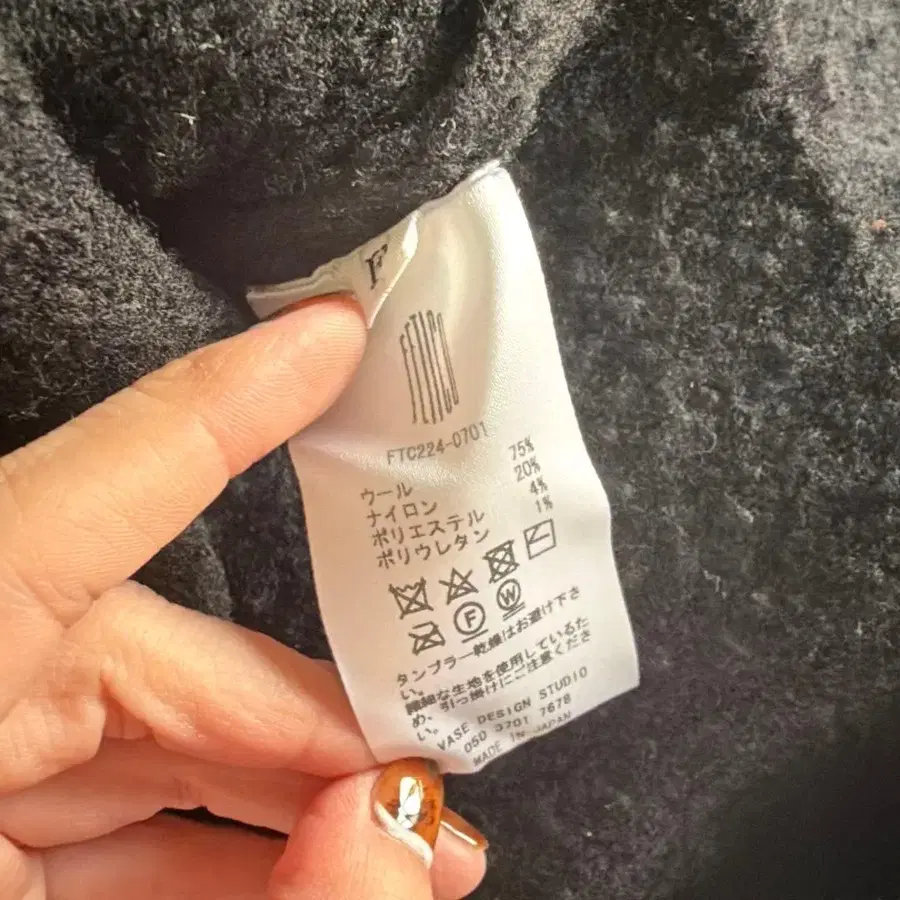 F
FETICO
FTC224-0701
ウール 75%
ナイロン 20%
ポリエステル 4%
ポリウレタン 1%
F W
タンブラー乾燥はお避け下さ
い。
繊細な生地を使用しているた
め、引っ掛けにご注意くださ
い。
VASE DESIGN STUDIO
050 3701 7678
MADE IN JAPAN